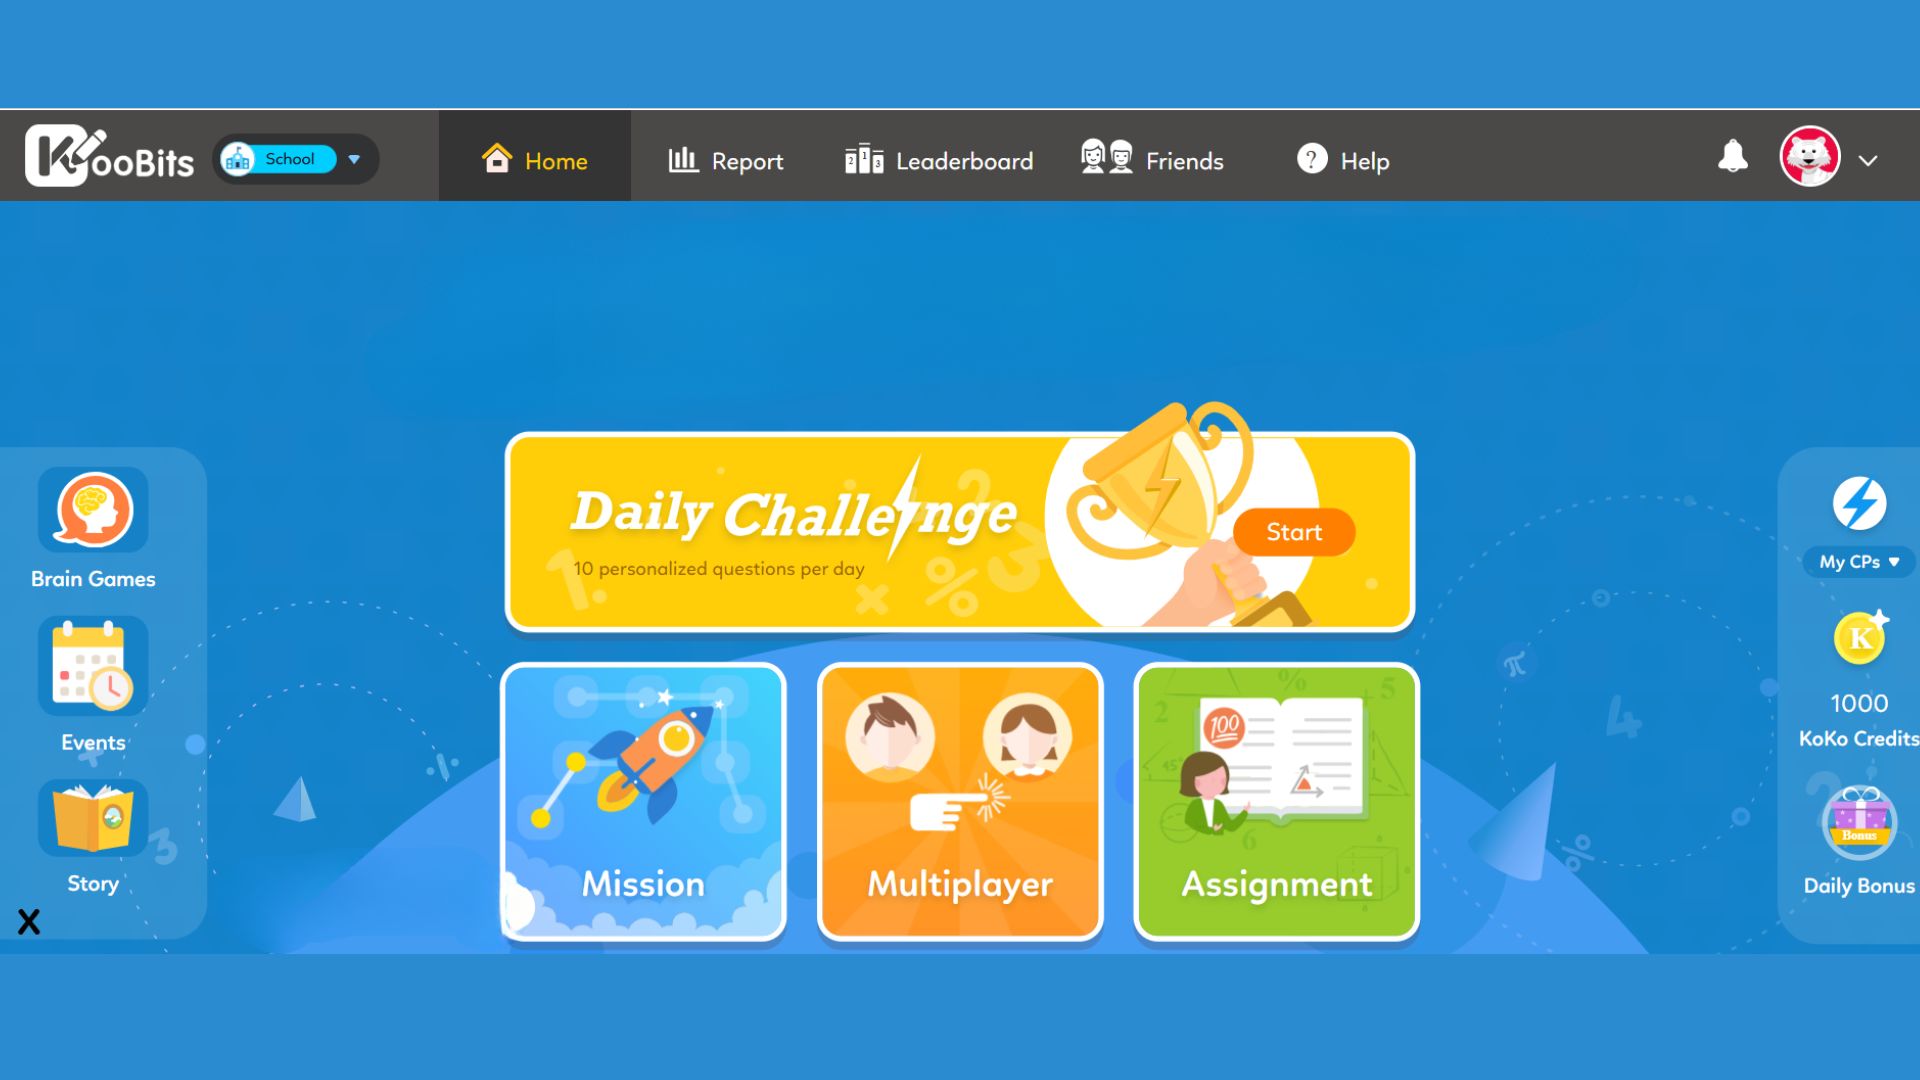 KooBits
School
Home
Report
Leaderboard
Friends
Help
Daily Challenge
10 personalized questions per day
Start
Brain Games
Events
Story
X
My CPs
K
1000
KoKo Credits
Bonus
Daily Bonus
Mission
Multiplayer
100
Assignment